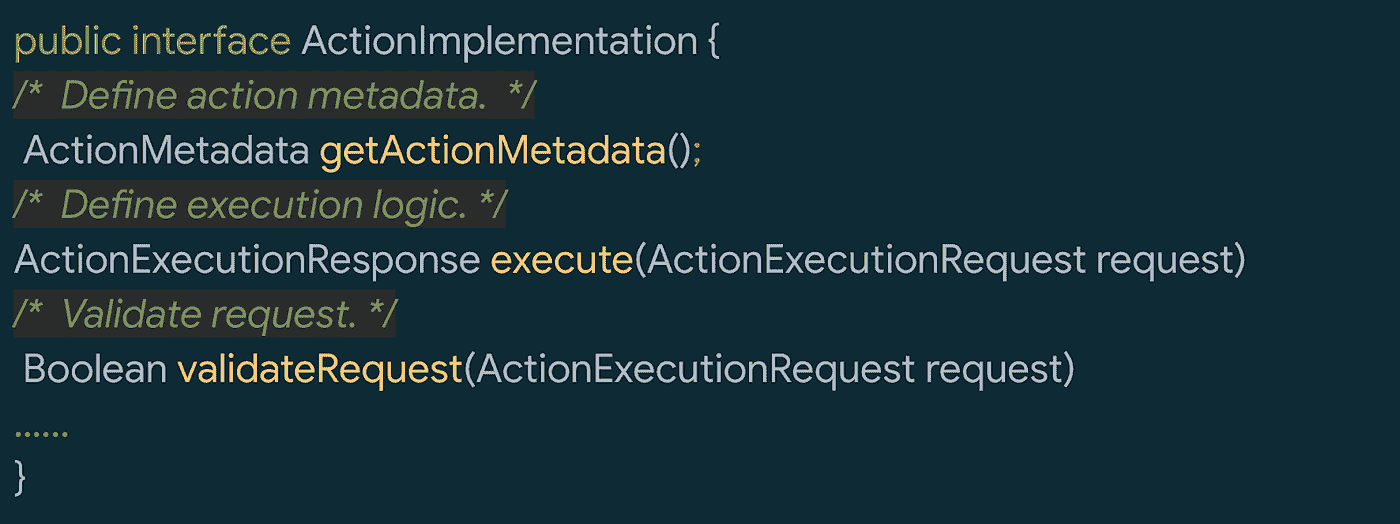 public interface ActionImplementation {
/*  Define action metadata.  */
ActionMetadata getActionMetadata();
/*  Define execution logic. */
ActionExecutionResponse execute(ActionExecutionRequest request)
/*  Validate request. */
Boolean validateRequest(ActionExecutionRequest request)
......
}